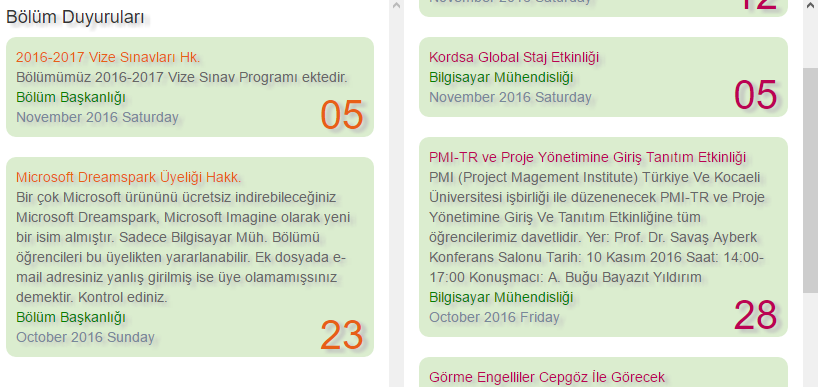 Bölüm Duyuruları
2016-2017 Vize Sınavları Hk.
Bölümümüz 2016-2017 Vize Sınav Programı ektedir.
Bölüm Başkanlığı
November 2016 Saturday
05
Microsoft Dreamspark Üyeliği Hakk.
Bir çok Microsoft ürününü ücretsiz indirebileceğiniz
Microsoft Dreamspark, Microsoft Imagine olarak yeni
bir isim almıştır. Sadece Bilgisayar Müh. Bölümü
öğrencileri bu üyelikten yararlanabilir. Ek dosyada e-
mail adresiniz yanlış girilmiş ise üye olamamışsınız
demektir. Kontrol ediniz.
Bölüm Başkanlığı
October 2016 Sunday
23
November 2016 Saturday
12
Kordsa Global Staj Etkinliği
Bilgisayar Mühendisliği
November 2016 Saturday
05
PMI-TR ve Proje Yönetimine Giriş Tanıtım Etkinliği
PMI (Project Magement Institute) Türkiye Ve Kocaeli
Üniversitesi işbirliği ile düzenenecek PMI-TR ve Proje
Yönetimine Giriş Ve Tanıtım Etkinliğine tüm
öğrencilerimiz davetlidir. Yer: Prof. Dr. Savaş Ayberk
Konferans Salonu Tarih: 10 Kasım 2016 Saat: 14:00-
17:00 Konuşmacı: A. Buğu Bayazıt Yıldırım
Bilgisayar Mühendisliği
October 2016 Friday
28
Görme Engelliler Cepgöz İle Görecek